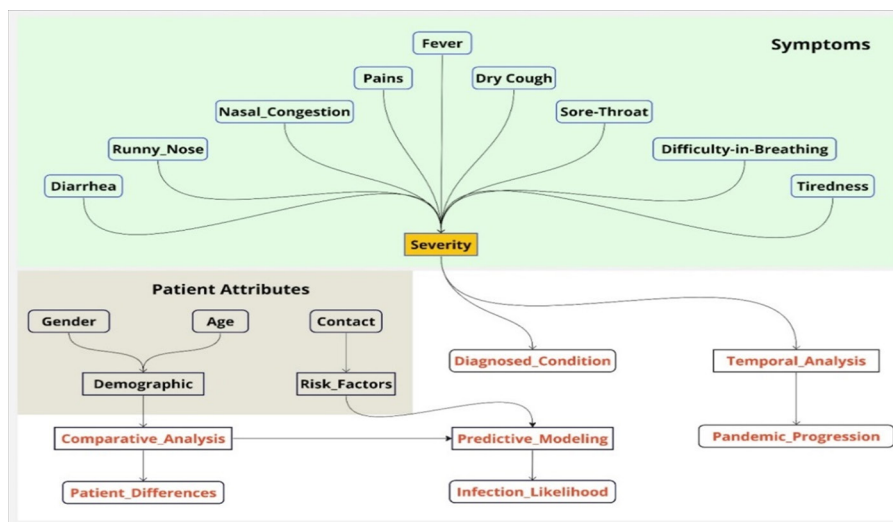 Fever
Symptoms
Pains
Dry Cough
Nasal_Congestion
Sore-Throat
Runny_Nose
Difficulty-in-Breathing
Diarrhea
Tiredness
Severity
Patient Attributes
Gender
Age
Contact
Diagnosed_Condition
Temporal_Analysis
Demographic
Risk_Factors
Comparative_Analysis
Predictive_Modeling
Pandemic_Progression
Patient_Differences
Infection_Likelihood